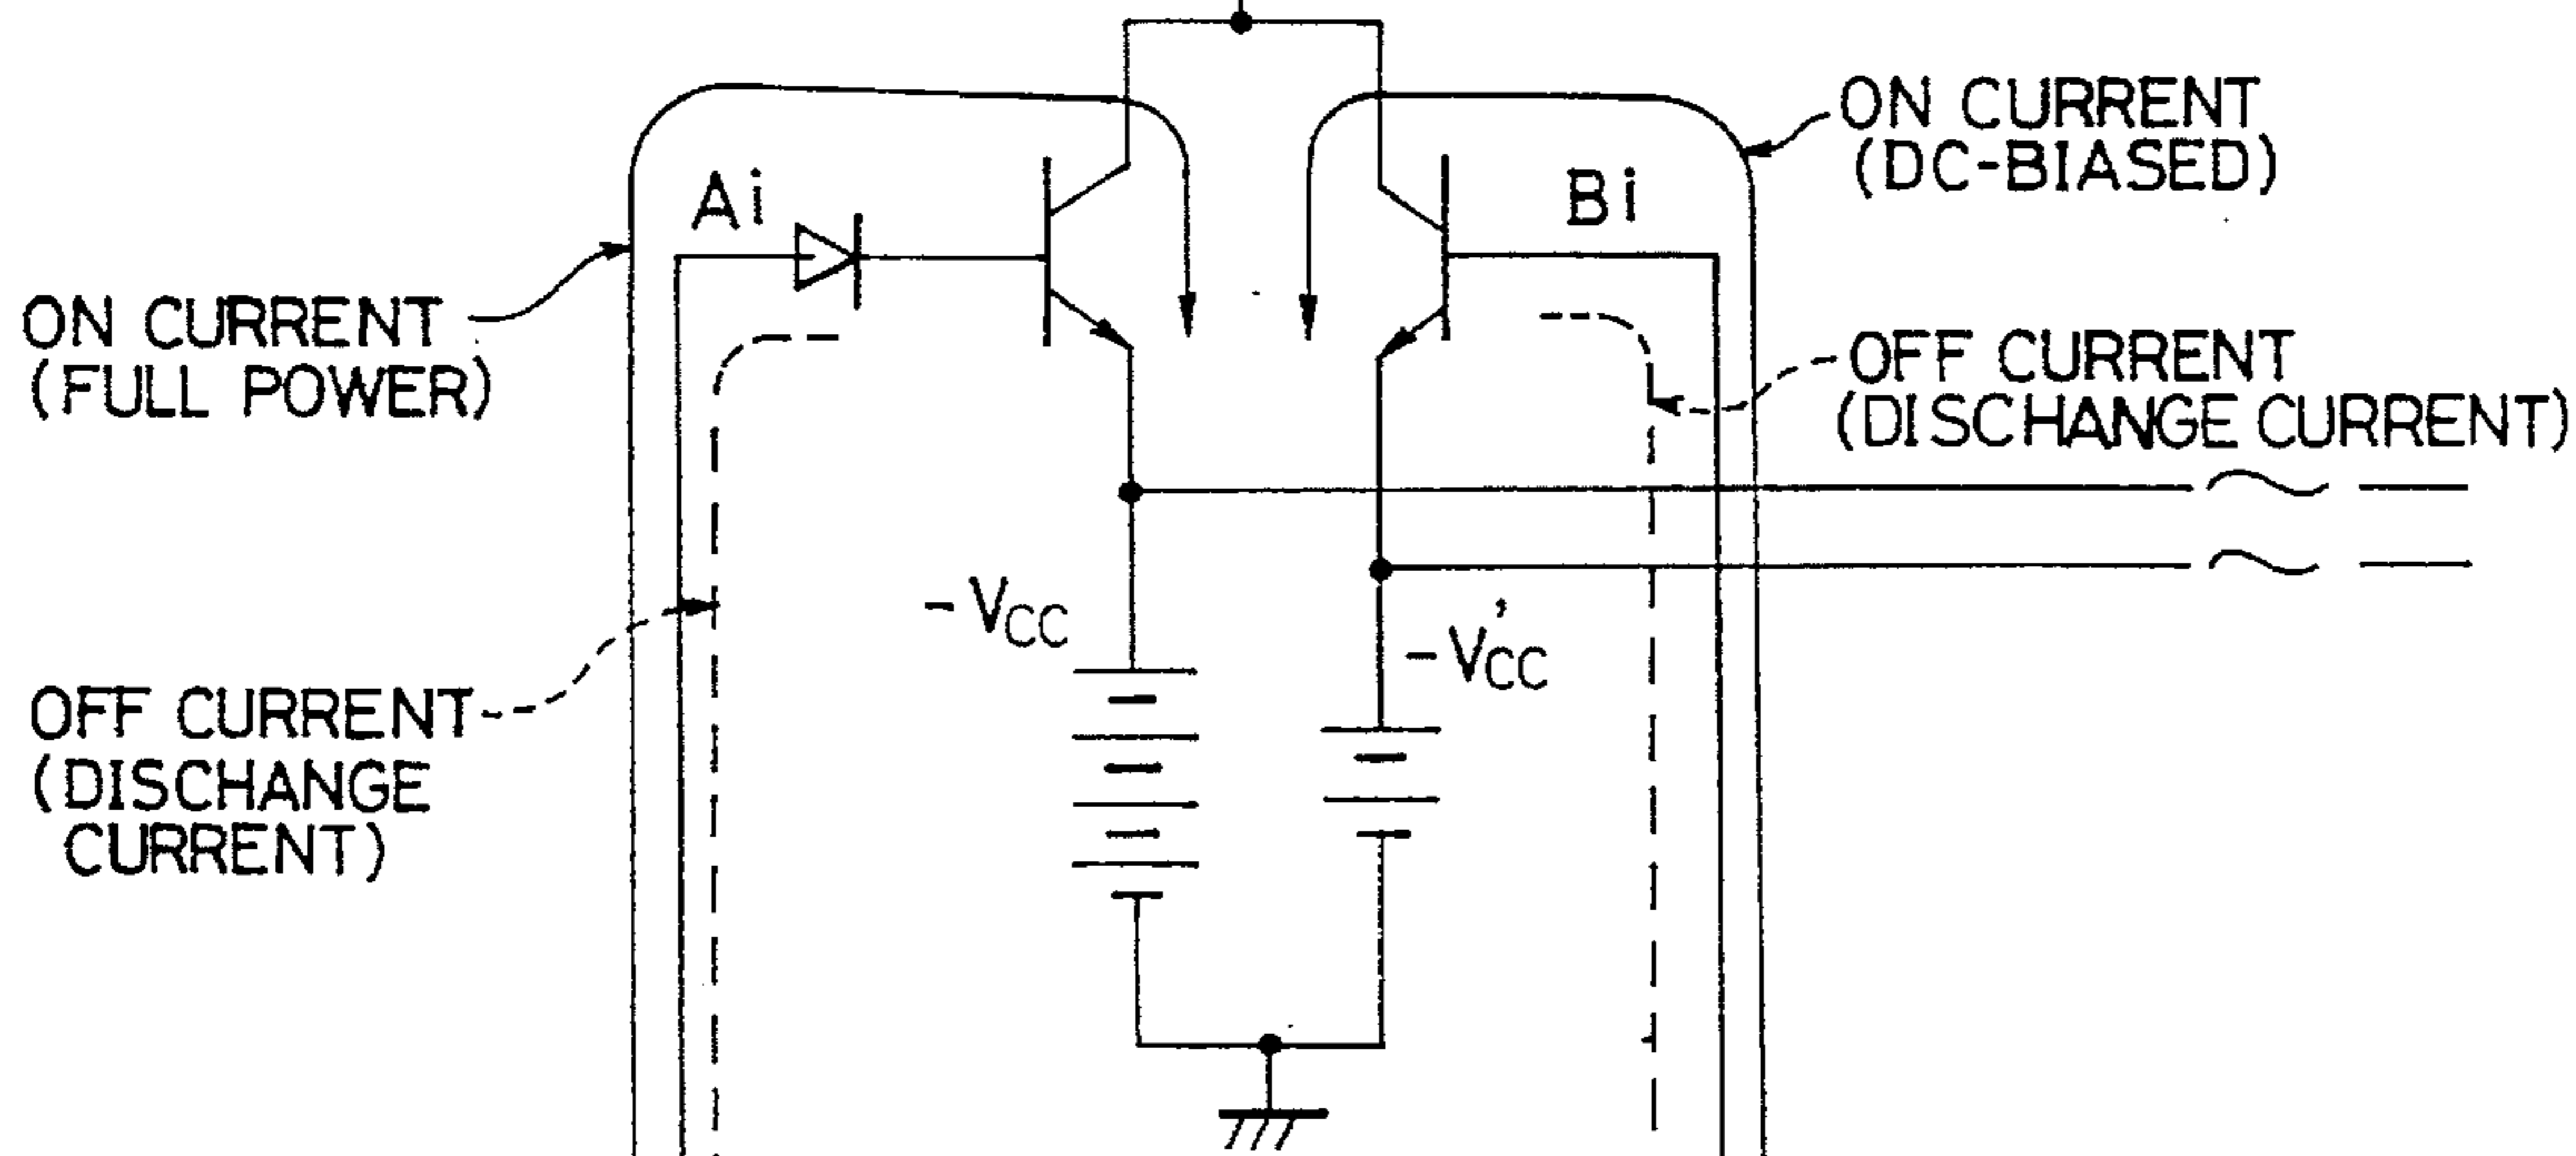 ON CURRENT
(DC-BIASED)
Ai
Bi
ON CURRENT
(FULL POWER)
OFF CURRENT
(DISCHANGE CURRENT)
-VCC
-V'CC
OFF CURRENT
(DISCHANGE
CURRENT)